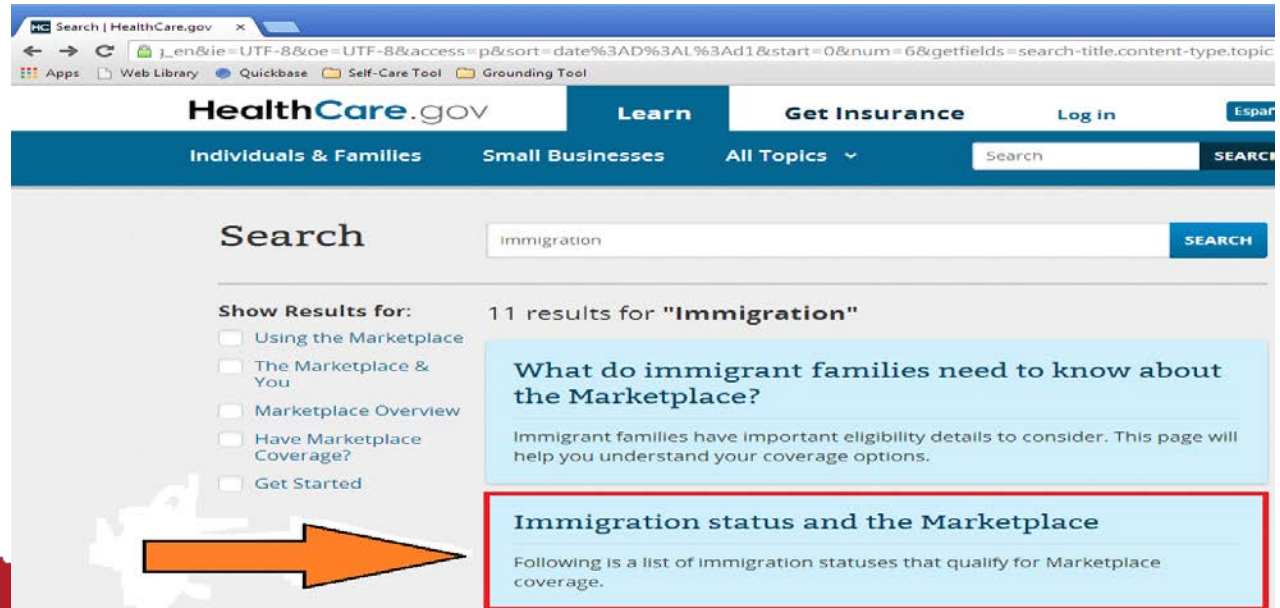 HC Search | HealthCare.gov ×
ɿ_en&ie=UTF-8&oe=UTF-8&access=p&sort=date%3AD%3AL%3Ad1&start=0&num=6&getfields=search-title.content-type.topic
Apps Web Library Quickbase Self-Care Tool Grounding Tool
HealthCare.gov Learn Get Insurance Log in Españ
Individuals & Families Small Businesses All Topics Search SEARCH
Search Immigration SEARCH
Show Results for:
Using the Marketplace
The Marketplace &
You
Marketplace Overview
Have Marketplace
Coverage?
Get Started
11 results for "Immigration"
What do immigrant families need to know about
the Marketplace?
Immigrant families have important eligibility details to consider. This page will
help you understand your coverage options.
Immigration status and the Marketplace
Following is a list of immigration statuses that qualify for Marketplace
coverage.